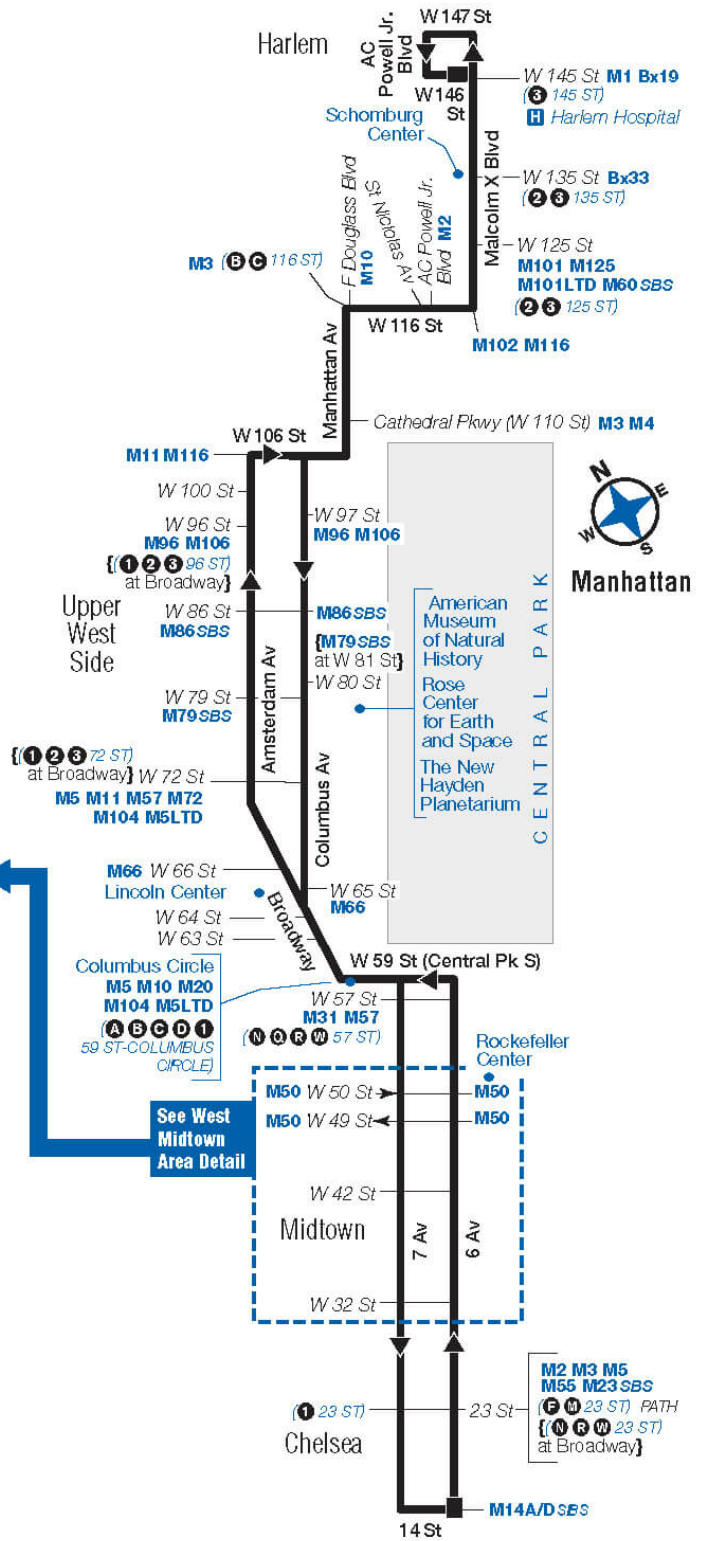 Harlem
W 147 St
AC
Powell Jr.
Blvd
W 146
St
W 145 St M1 Bx19
(3 145 ST)
H Harlem Hospital
Schomburg
Center
Malcolm X Blvd
W 135 St Bx33
(2 3 135 ST)
W 125 St
M101 M125
M101LTD M60SBS
(2 3 125 ST)
F Douglass Blvd
M10
St Nicholas Av
AC Powell Jr.
Blvd M2
M3 (B C 116 ST)
W 116 St
M102 M116
Manhattan Av
Cathedral Pkwy (W 110 St) M3 M4
W 106 St
M11 M116
W 100 St
W 96 St
M96 M106
{(1 2 3 96 ST)
at Broadway}
W 97 St
M96 M106
N
E
S
W
Manhattan
Upper
West
Side
W 86 St
M86SBS
M86SBS
{M79SBS
at W 81 St}
W 80 St
W 79 St
M79SBS
Amsterdam Av
Columbus Av
American
Museum
of Natural
History
Rose
Center
for Earth
and Space
The New
Hayden
Planetarium
CENTRAL PARK
{(1 2 3 72 ST)
at Broadway} W 72 St
M5 M11 M57 M72
M104 M5LTD
M66 W 66 St
Lincoln Center
W 64 St
W 63 St
Broadway
W 65 St
M66
W 59 St (Central Pk S)
Columbus Circle
M5 M10 M20
M104 M5LTD
(A B C D 1
59 ST-COLUMBUS
CIRCLE)
W 57 St
M31 M57
(N Q R W 57 ST)
Rockefeller
Center
M50 W 50 St
M50
M50 W 49 St
M50
See West
Midtown
Area Detail
W 42 St
Midtown
7 Av
6 Av
W 32 St
(1 23 ST)
Chelsea
23 St
M2 M3 M5
M55 M23SBS
(F M 23 ST) PATH
{(N R W 23 ST)
at Broadway}
M14A/DSBS
14 St